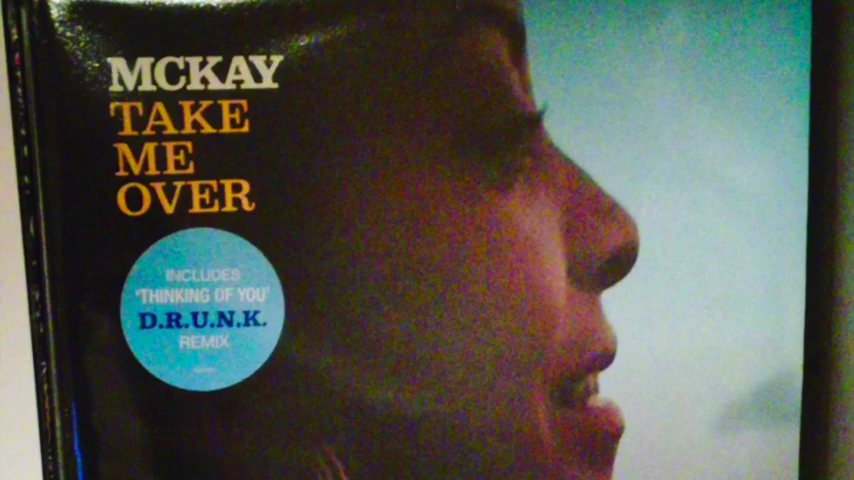 MCKAY
TAKE
ME
OVER
INCLUDES
'THINKING OF YOU'
D.R.U.N.K.
REMIX